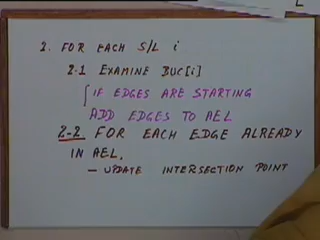 2. FOR EACH S/L i
2.1 EXAMINE BUC[i]
IF EDGES ARE STARTING
ADD EDGES TO AEL
2-2 FOR EACH EDGE ALREADY
IN AEL,
- UPDATE INTERSECTION POINT